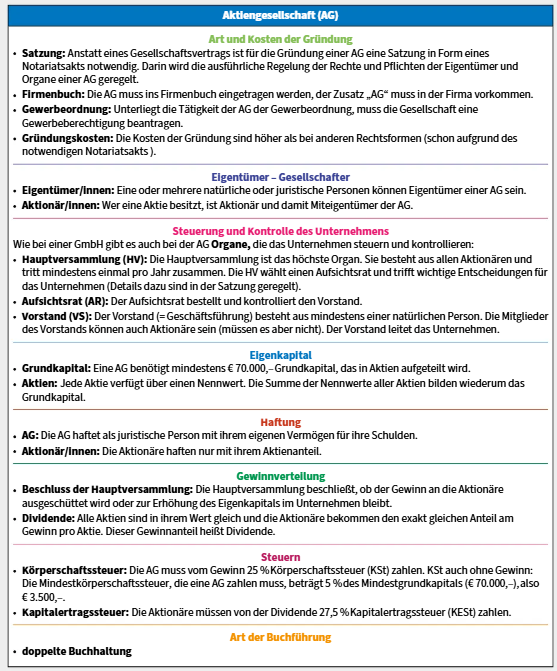 Aktiengesellschaft (AG)
Art und Kosten der Gründung
• Satzung: Anstatt eines Gesellschaftsvertrags ist für die Gründung einer AG eine Satzung in Form eines
Notariatsakts notwendig. Darin wird die ausführliche Regelung der Rechte und Pflichten der Eigentümer und
Organe einer AG geregelt.
• Firmenbuch: Die AG muss ins Firmenbuch eingetragen werden, der Zusatz „AG“ muss in der Firma vorkommen.
• Gewerbeordnung: Unterliegt die Tätigkeit der AG der Gewerbeordnung, muss die Gesellschaft eine
Gewerbeberechtigung beantragen.
• Gründungskosten: Die Kosten der Gründung sind höher als bei anderen Rechtsformen (schon aufgrund des
notwendigen Notariatsakts ).
Eigentümer – Gesellschafter
• Eigentümer/innen: Eine oder mehrere natürliche oder juristische Personen können Eigentümer einer AG sein.
• Aktionär/innen: Wer eine Aktie besitzt, ist Aktionär und damit Miteigentümer der AG.
Steuerung und Kontrolle des Unternehmens
Wie bei einer GmbH gibt es auch bei der AG Organe, die das Unternehmen steuern und kontrollieren:
• Hauptversammlung (HV): Die Hauptversammlung ist das höchste Organ. Sie besteht aus allen Aktionären und
tritt mindestens einmal pro Jahr zusammen. Die HV wählt einen Aufsichtsrat und trifft wichtige Entscheidungen für
das Unternehmen (Details dazu sind in der Satzung geregelt).
• Aufsichtsrat (AR): Der Aufsichtsrat bestellt und kontrolliert den Vorstand.
• Vorstand (VS): Der Vorstand (= Geschäftsführung) besteht aus mindestens einer natürlichen Person. Die Mitglieder
des Vorstands können auch Aktionäre sein (müssen es aber nicht). Der Vorstand leitet das Unternehmen.
Eigenkapital
• Grundkapital: Eine AG benötigt mindestens € 70.000,– Grundkapital, das in Aktien aufgeteilt wird.
• Aktien: Jede Aktie verfügt über einen Nennwert. Die Summe der Nennwerte aller Aktien bilden wiederum das
Grundkapital.
Haftung
• AG: Die AG haftet als juristische Person mit ihrem eigenen Vermögen für ihre Schulden.
• Aktionär/innen: Die Aktionäre haften nur mit ihrem Aktienanteil.
Gewinnverteilung
• Beschluss der Hauptversammlung: Die Hauptversammlung beschließt, ob der Gewinn an die Aktionäre
ausgeschüttet wird oder zur Erhöhung des Eigenkapitals im Unternehmen bleibt.
• Dividende: Alle Aktien sind in ihrem Wert gleich und die Aktionäre bekommen den exakt gleichen Anteil am
Gewinn pro Aktie. Dieser Gewinnanteil heißt Dividende.
Steuern
• Körperschaftssteuer: Die AG muss vom Gewinn 25 % Körperschaftssteuer (KSt) zahlen. KSt auch ohne Gewinn:
Die Mindestkörperschaftssteuer, die eine AG zahlen muss, beträgt 5 % des Mindestgrundkapitals (€ 70.000,–), also
€ 3.500,–.
• Kapitalertragssteuer: Die Aktionäre müssen von der Dividende 27,5 % Kapitalertragssteuer (KESt) zahlen.
Art der Buchführung
• doppelte Buchhaltung